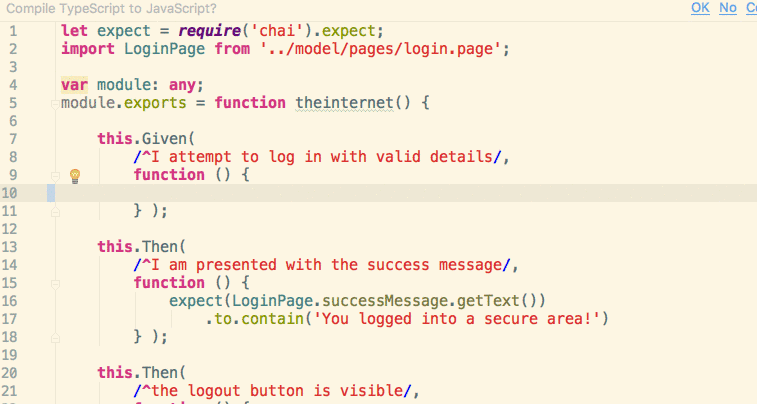 Compile TypeScript to JavaScript? OK No Co
1 let expect = require('chai').expect;
2 import LoginPage from '../model/pages/login.page';
3
4 var module: any;
5 module.exports = function theinternet() {
6
7 this.Given(
8 /^I attempt to log in with valid details/,
9 function () {
10
11 } );
12
13 this.Then(
14 /^I am presented with the success message/,
15 function () {
16 expect(LoginPage.successMessage.getText())
17 .to.contain('You logged into a secure area!')
18 } );
19
20 this.Then(
21 /^the logout button is visible/,
22 function () {